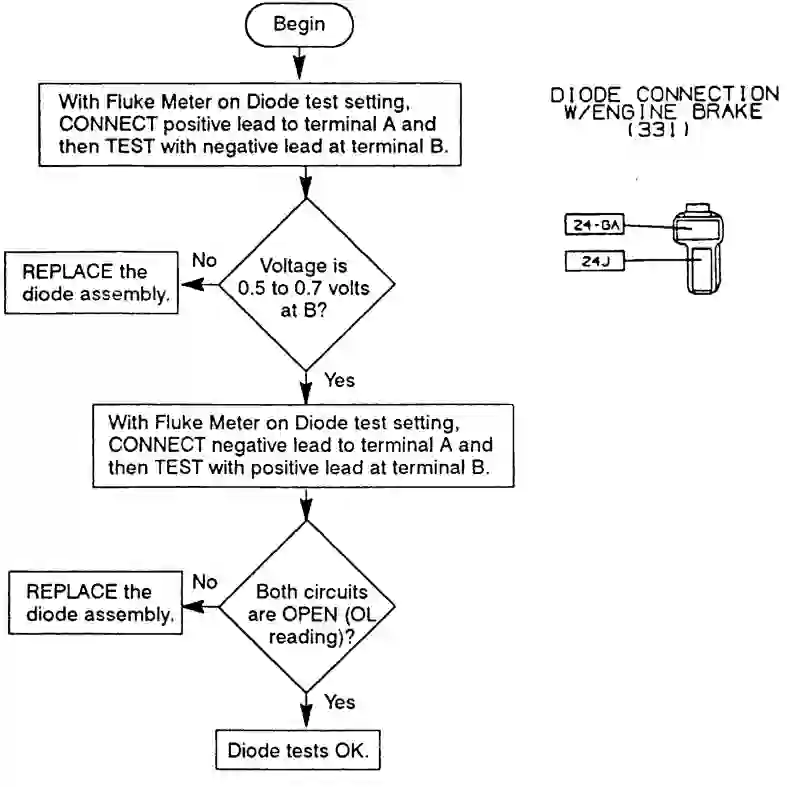 Begin
With Fluke Meter on Diode test setting,
CONNECT positive lead to terminal A and
then TEST with negative lead at terminal B.
No
REPLACE the
diode assembly.
Voltage is
0.5 to 0.7 volts
at B?
Yes
With Fluke Meter on Diode test setting,
CONNECT negative lead to terminal A and
then TEST with positive lead at terminal B.
No
REPLACE the
diode assembly.
Both circuits
are OPEN (OL
reading)?
Yes
Diode tests OK.
DIODE CONNECTION
W/ENGINE BRAKE
(331)
24-GA
24J